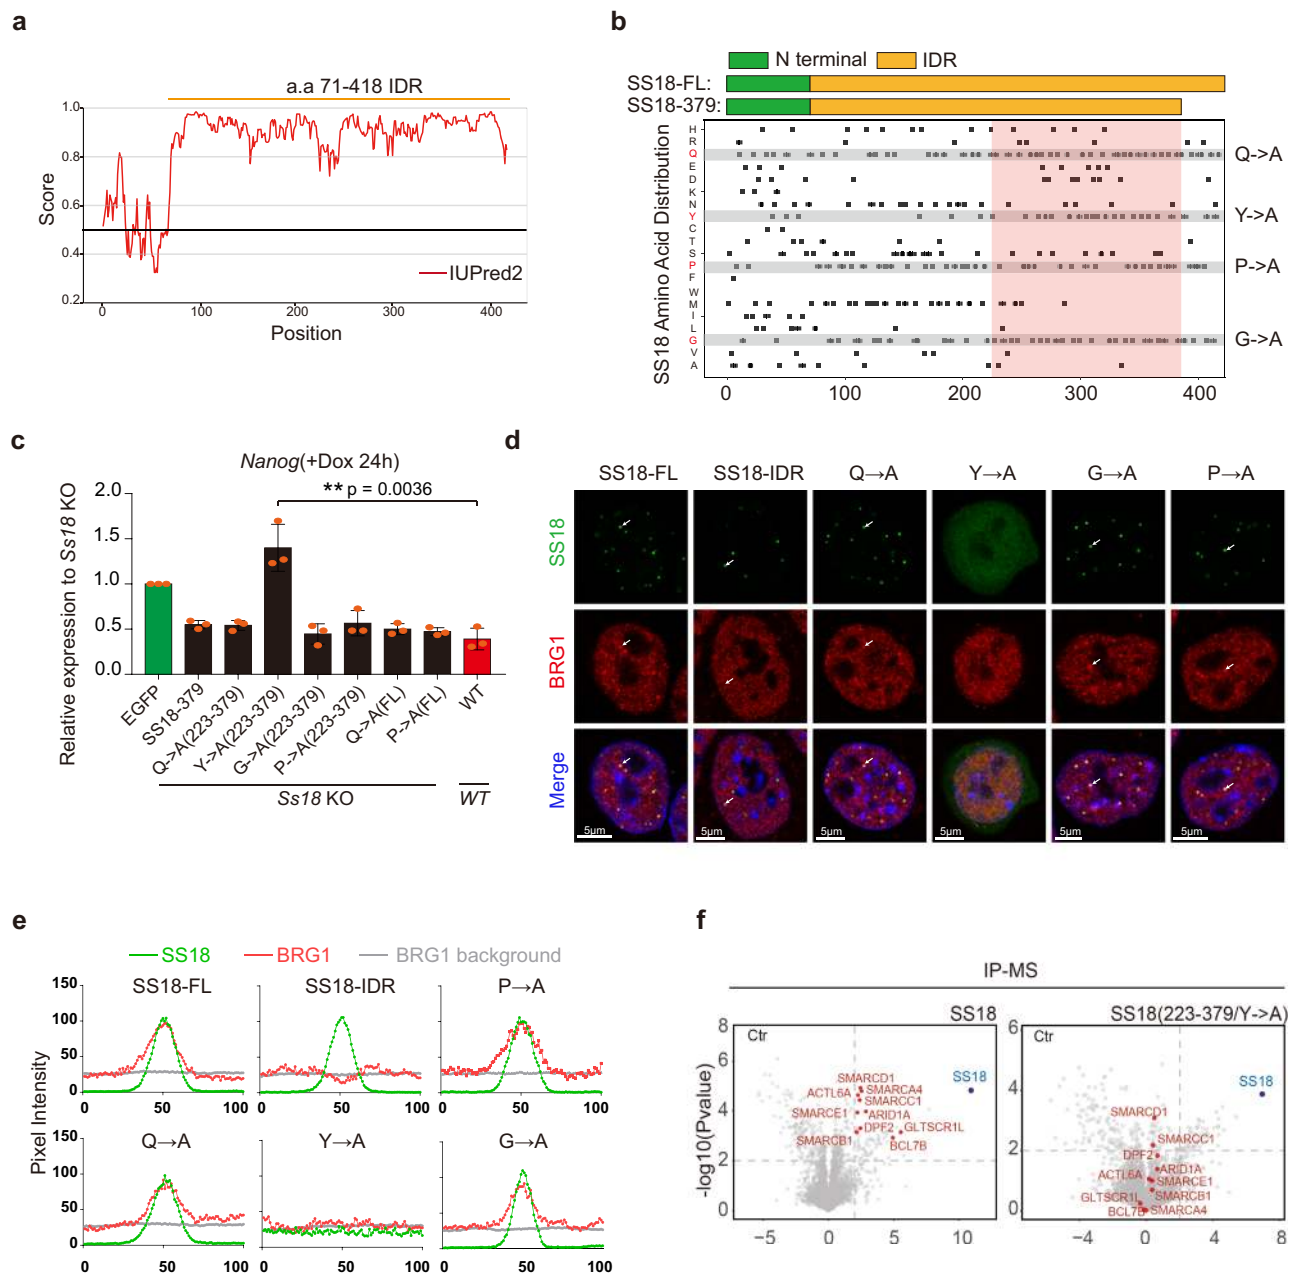 a
a.a 71-418 IDR
1.0
0.8
0.6
0.4
0.2
Score
IUPred2
0 100 200 300 400
Position
b
N terminal IDR
SS18-FL:
SS18-379:
SS18 Amino Acid Distribution
H
R
Q
E
D
K
N
Y
C
T
S
P
F
W
M
I
L
G
V
A
Q->A
Y->A
P->A
G->A
0 100 200 300 400
c
Nanog(+Dox 24h)
** p = 0.0036
Relative expression to Ss18 KO
2.0
1.5
1.0
0.5
0.0
EGFP
SS18-379
Q->A(223-379)
Y->A(223-379)
G->A(223-379)
P->A(223-379)
Q->A(FL)
P->A(FL)
WT
Ss18 KO
WT
d
SS18-FL SS18-IDR Q→A Y→A G→A P→A
SS18
BRG1
Merge
5μm 5μm 5μm 5μm 5μm 5μm
e
SS18 BRG1 BRG1 background
Pixel Intensity
SS18-FL SS18-IDR P→A
150
100
50
0
0 50 100 0 50 100 0 50 100
Q→A Y→A G→A
150
100
50
0
0 50 100 0 50 100 0 50 100
f
IP-MS
SS18
Ctr
-log10(Pvalue)
8
6
4
2
0
SMARCD1
ACTL6A
SMARCA4
SMARCC1
SMARCE1
ARID1A
DPF2
GLTSCR1L
SMARCB1
BCL7B
SS18
−5 0 5 10
SS18(223-379/Y->A)
Ctr
6
4
2
0
SS18
SMARCD1
SMARCC1
DPF2
ARID1A
ACTL6A
SMARCE1
GLTSCR1L
SMARCB1
BCL7B
SMARCA4
−4 0 4 8